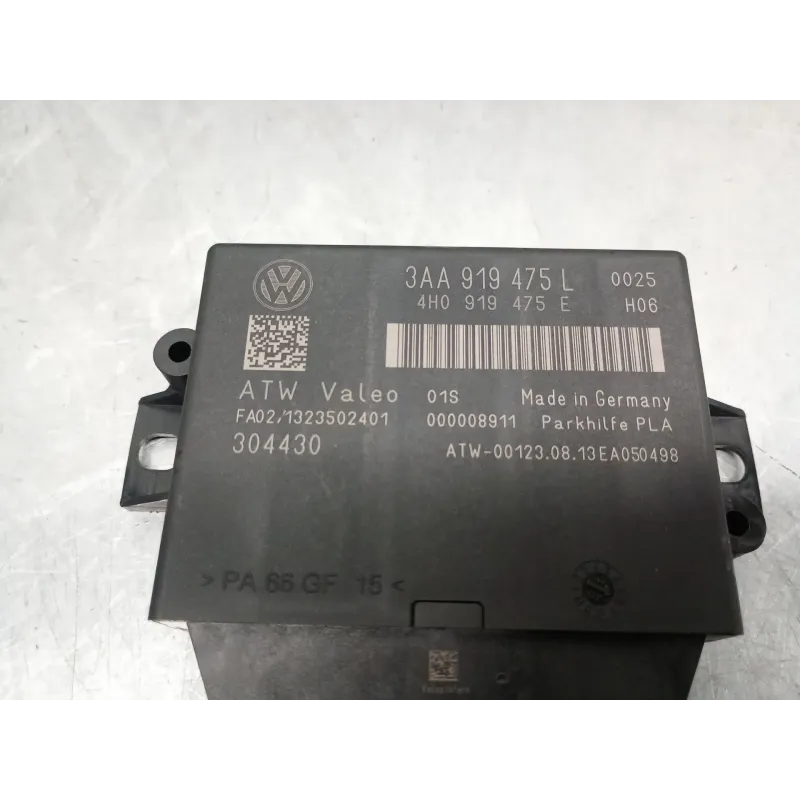 3AA 919 475 L 0025
4H0 919 475 E H06
ATW Valeo 01S Made in Germany
FA02/1323502401 000008911 Parkhilfe PLA
304430 ATW-00123.08.13EA050498
> PA 66 GF 15 <